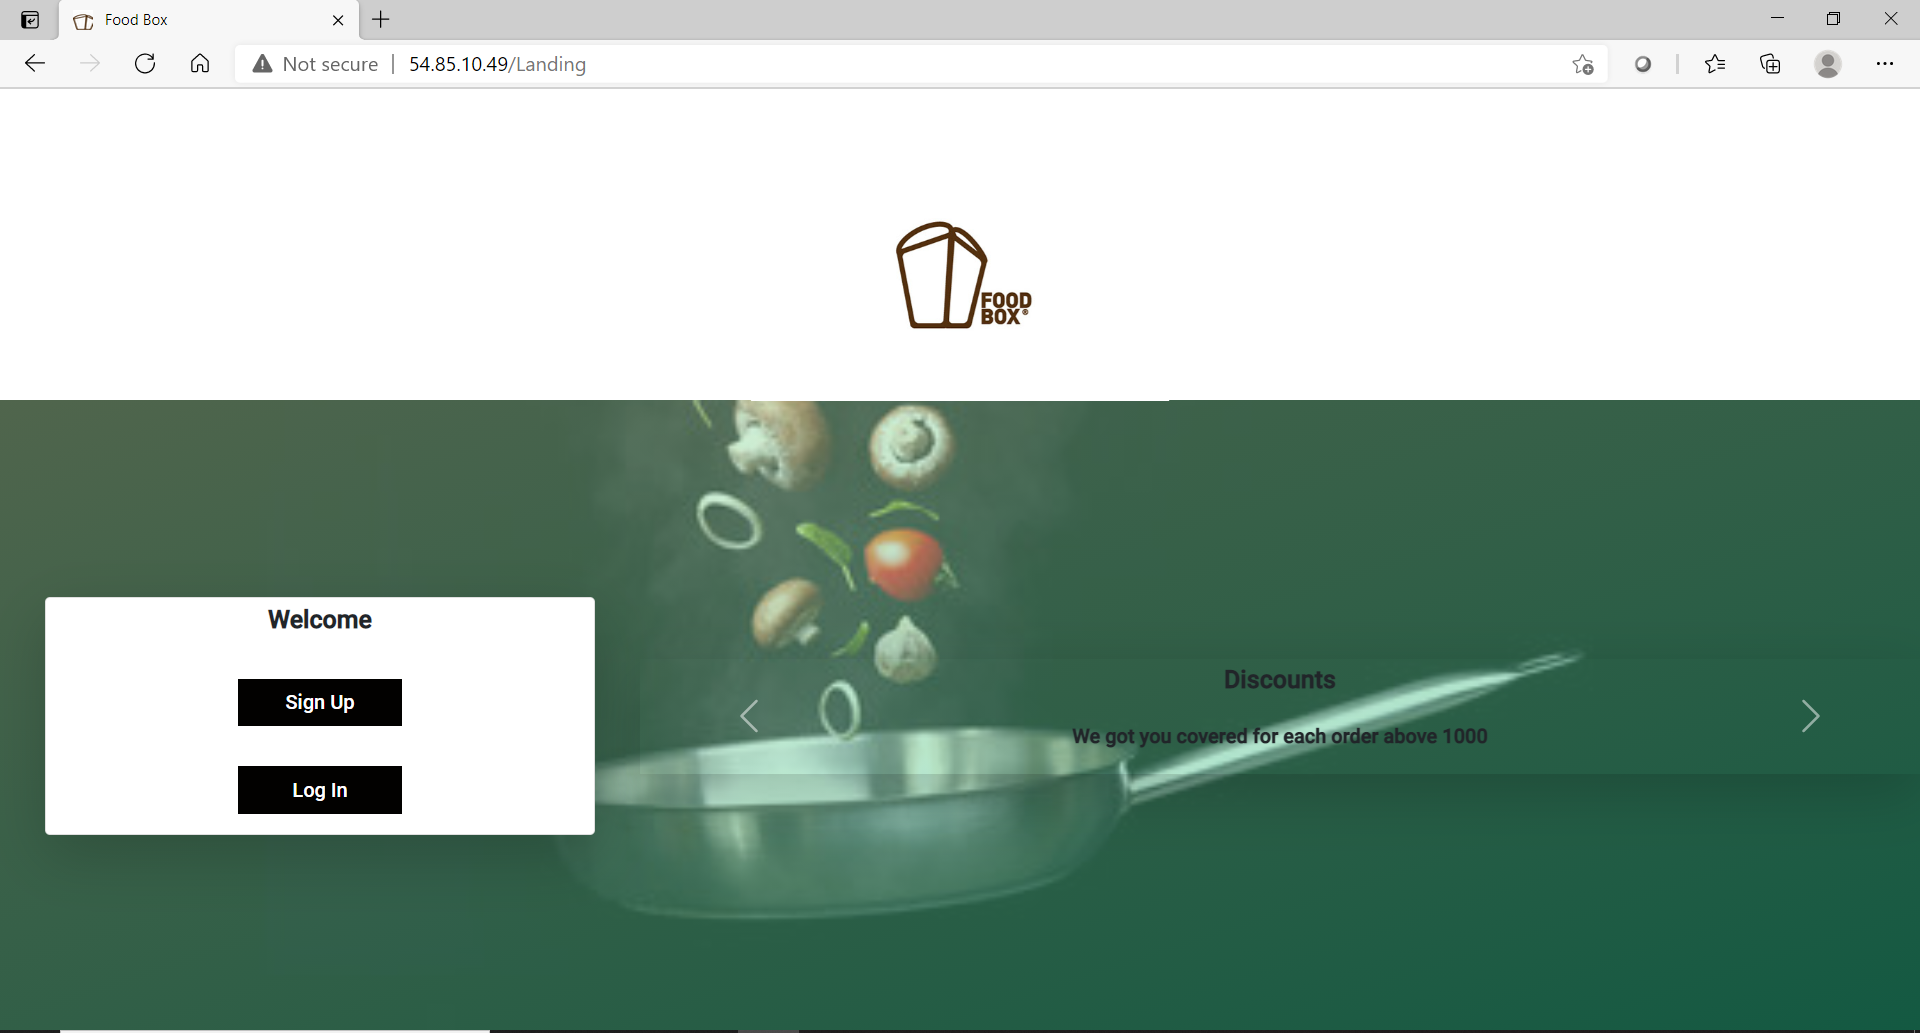 Food Box
Not secure
54.85.10.49/Landing
FOOD
BOX®
Welcome
Sign Up
Log In
Discounts
We got you covered for each order above 1000